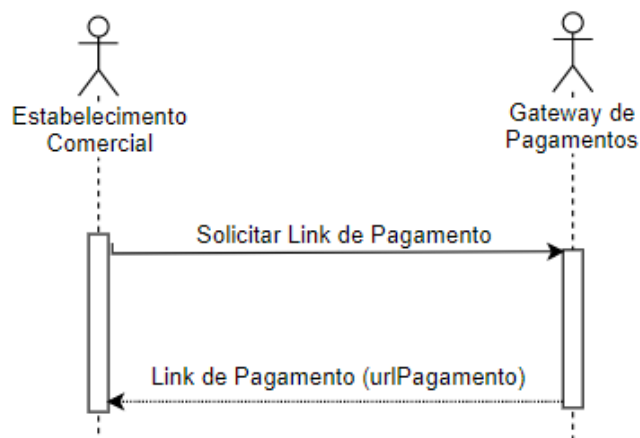 Estabelecimento
Comercial
Gateway de
Pagamentos
Solicitar Link de Pagamento
Link de Pagamento (urlPagamento)